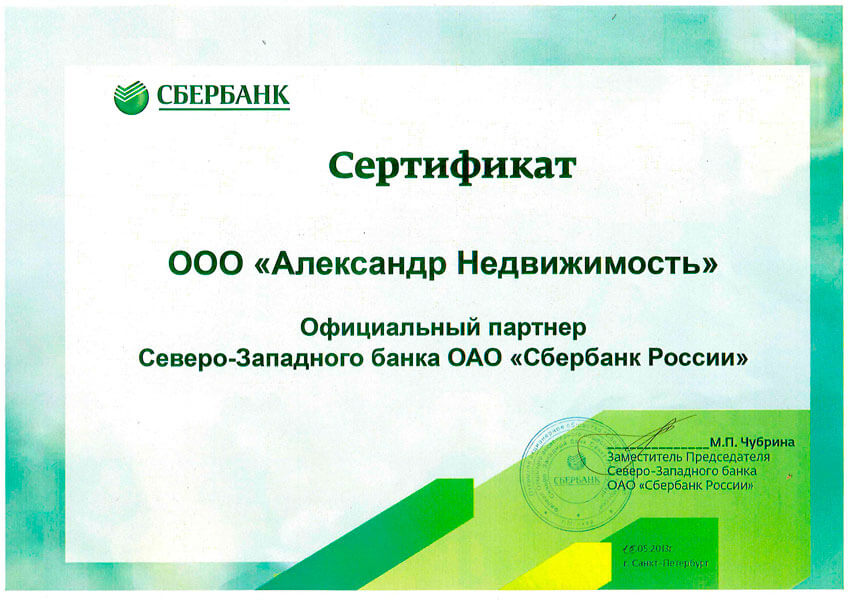 СБЕРБАНК
Сертификат
ООО «Александр Недвижимость»
Официальный партнер
Северо-Западного банка ОАО «Сбербанк России»
М.П. Чубрина
Заместитель Председателя
Северо-Западного банка
ОАО «Сбербанк России»
СБЕРБАНК
05.2013г.
г. Санкт-Петербург